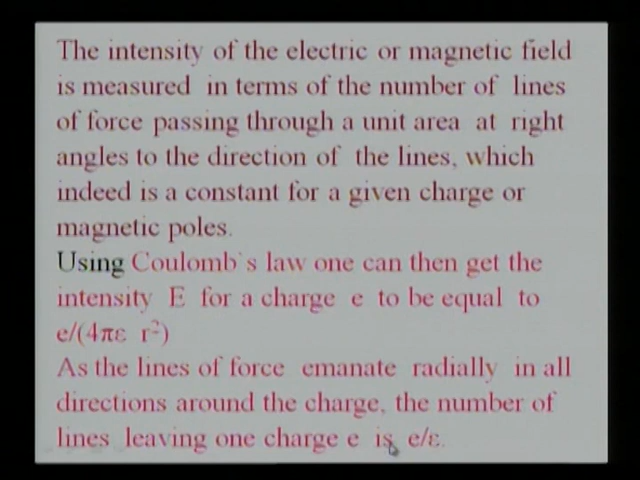 The intensity of the electric or magnetic field
is measured in terms of the number of lines
of force passing through a unit area at right
angles to the direction of the lines, which
indeed is a constant for a given charge or
magnetic poles.
Using Coulomb`s law one can then get the
intensity E for a charge e to be equal to
e/(4πε r²)
As the lines of force emanate radially in all
directions around the charge, the number of
lines leaving one charge e is e/ε.